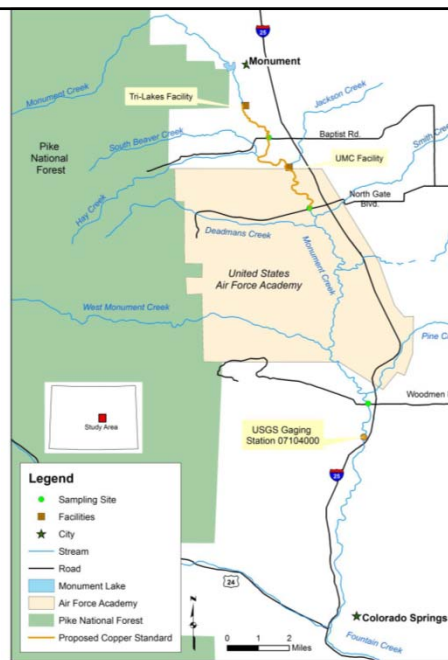 25
Monument
Monument Creek
Tri-Lakes Facility
Jackson Creek
South Beaver Creek
Baptist Rd.
Smith Creek
Pike
National
Forest
UMC Facility
Hay Creek
North Gate
Blvd.
Deadmans Creek
Monument Creek
United States
Air Force Academy
West Monument Creek
Pine
Woodmen
Study Area
USGS Gaging
Station 07104000
25
Legend
Sampling Site
Facilities
City
Stream
Road
Monument Lake
Air Force Academy
Pike National Forest
Proposed Copper Standard
24
N
0 1 2
Miles
Colorado Springs
Fountain Creek